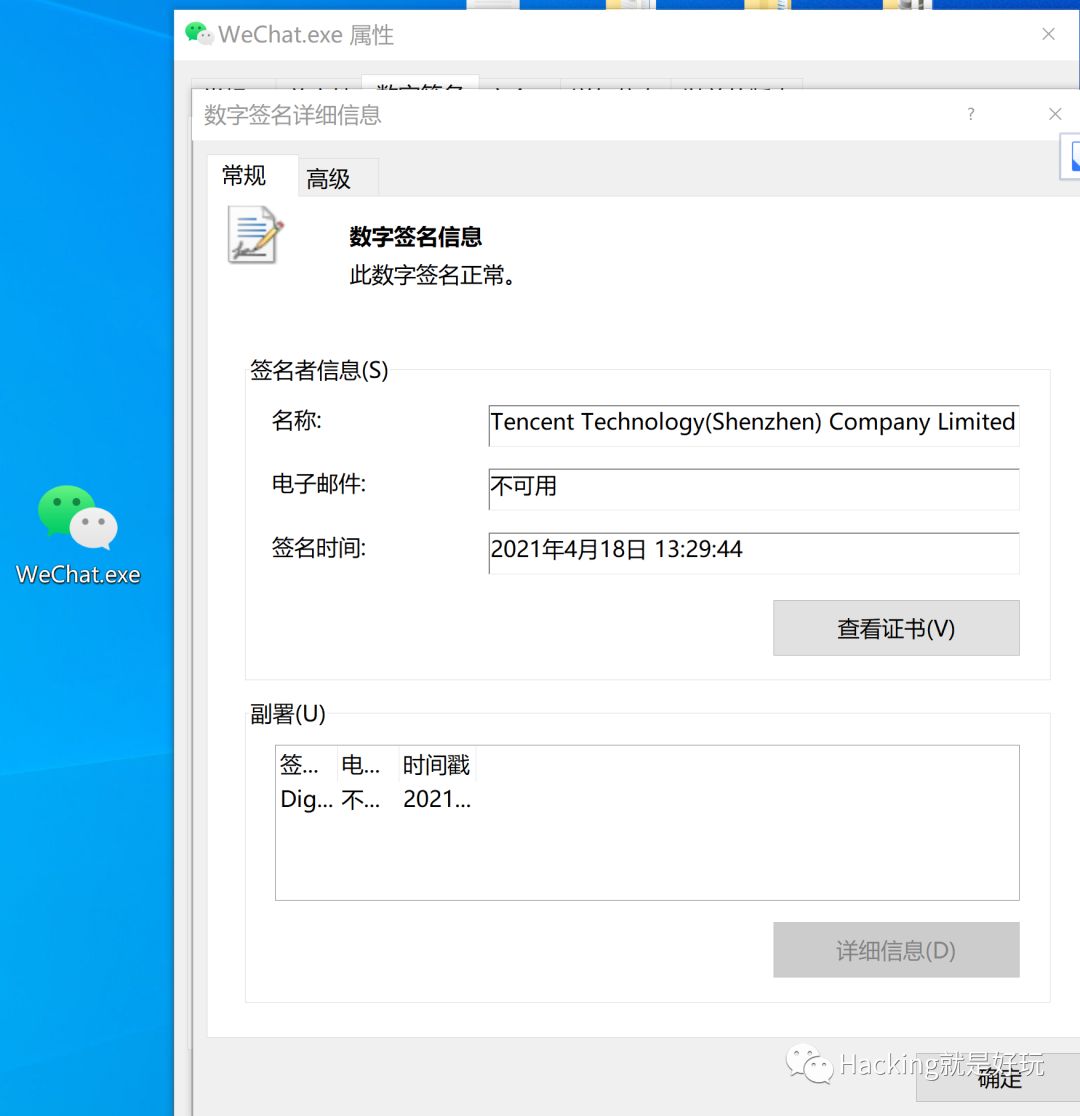 WeChat.exe 属性
数字签名
数字签名详细信息
?
常规
高级
数字签名信息
此数字签名正常。
签名者信息(S)
名称:
Tencent Technology(Shenzhen) Company Limited
电子邮件:
不可用
签名时间:
2021年4月18日 13:29:44
查看证书(V)
WeChat.exe
副署(U)
签... 电... 时间戳
Dig... 不... 2021...
详细信息(D)
Hacking就是好玩
确定